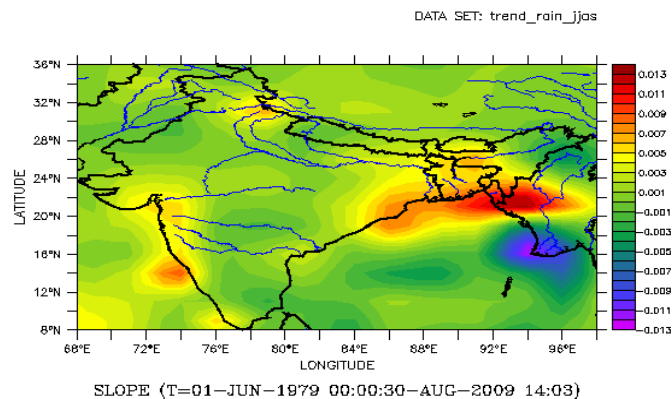 DATA SET: trend_rain_jjas
36°N
32°N
28°N
24°N
20°N
16°N
12°N
8°N
LATITUDE
68°E 72°E 76°E 80°E 84°E 88°E 92°E 96°E
LONGITUDE
0.013
0.011
0.009
0.007
0.005
0.003
0.001
-0.001
-0.003
-0.005
-0.007
-0.009
-0.011
-0.013
SLOPE (T=01-JUN-1979 00:00:30-AUG-2009 14:03)